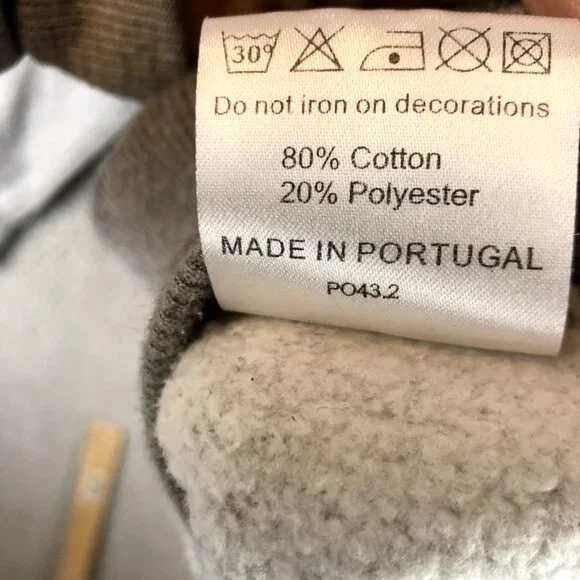 30°
Do not iron on decorations
80% Cotton
20% Polyester
MADE IN PORTUGAL
PO43.2